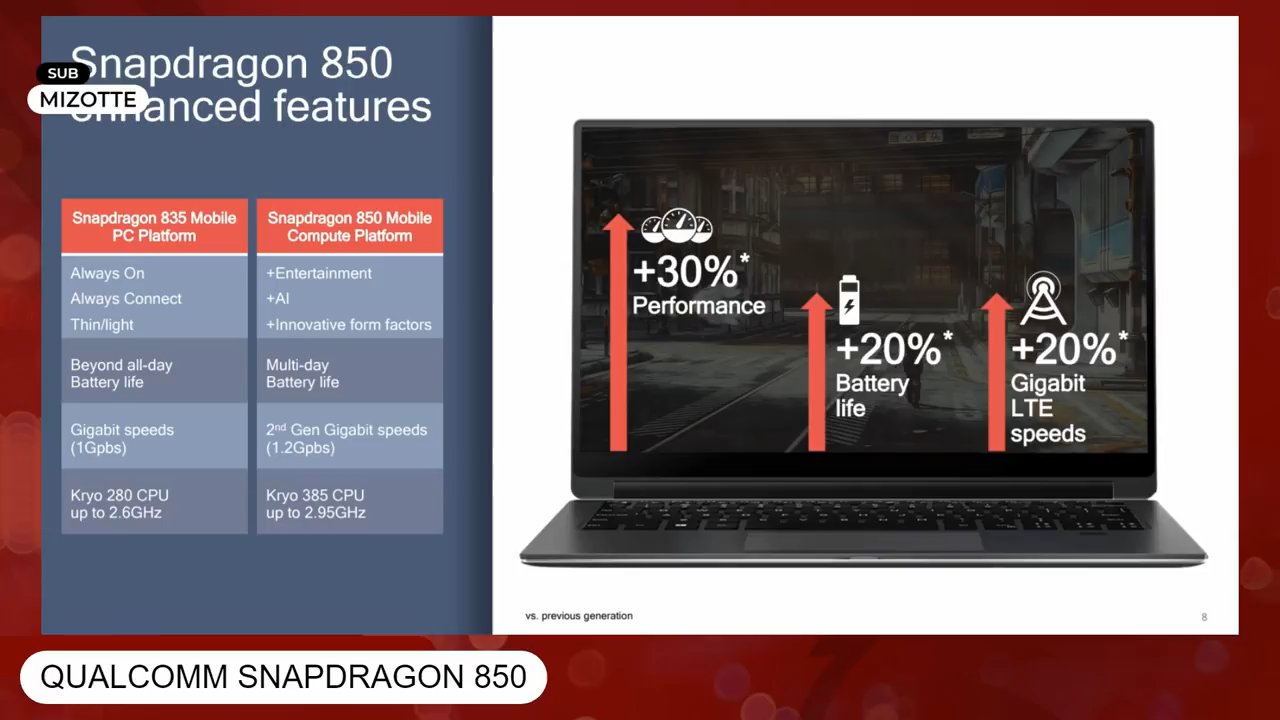 Snapdragon 850
SUB
MIZOTTE
enhanced features
Snapdragon 835 Mobile
PC Platform
Always On
Always Connect
Thin/light
Beyond all-day
Battery life
Gigabit speeds
(1Gpbs)
Kryo 280 CPU
up to 2.6GHz
Snapdragon 850 Mobile
Compute Platform
+Entertainment
+AI
+Innovative form factors
Multi-day
Battery life
2nd Gen Gigabit speeds
(1.2Gpbs)
Kryo 385 CPU
up to 2.95GHz
+30%*
Performance
+20%*
Battery
life
+20%*
Gigabit
LTE
speeds
vs. previous generation
8
QUALCOMM SNAPDRAGON 850